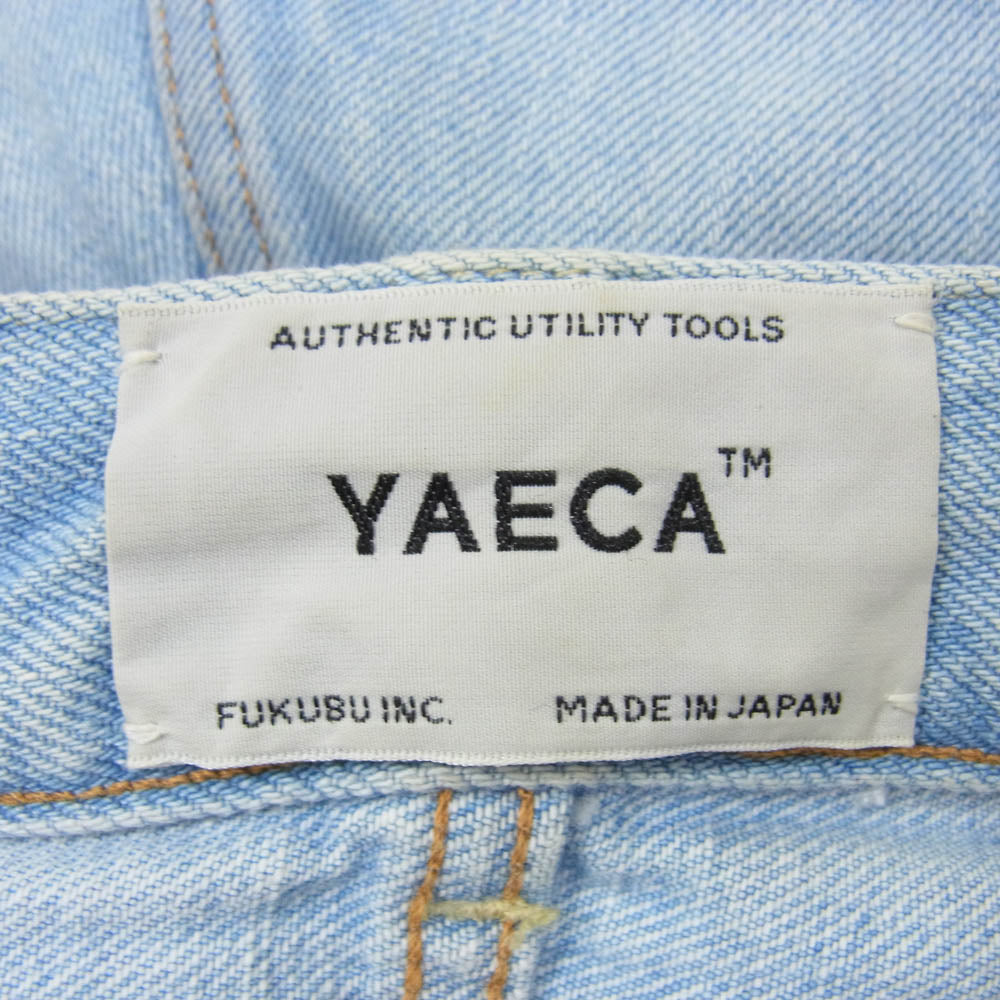 AUTHENTIC UTILITY TOOLS
YAECA™
FUKUBU INC. MADE IN JAPAN